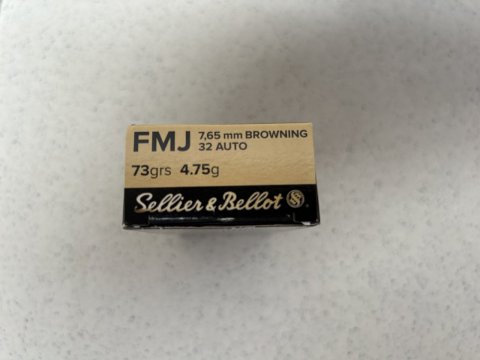 FMJ 7,65 mm BROWNING
32 AUTO
73grs 4.75g
Sellier & Bellot